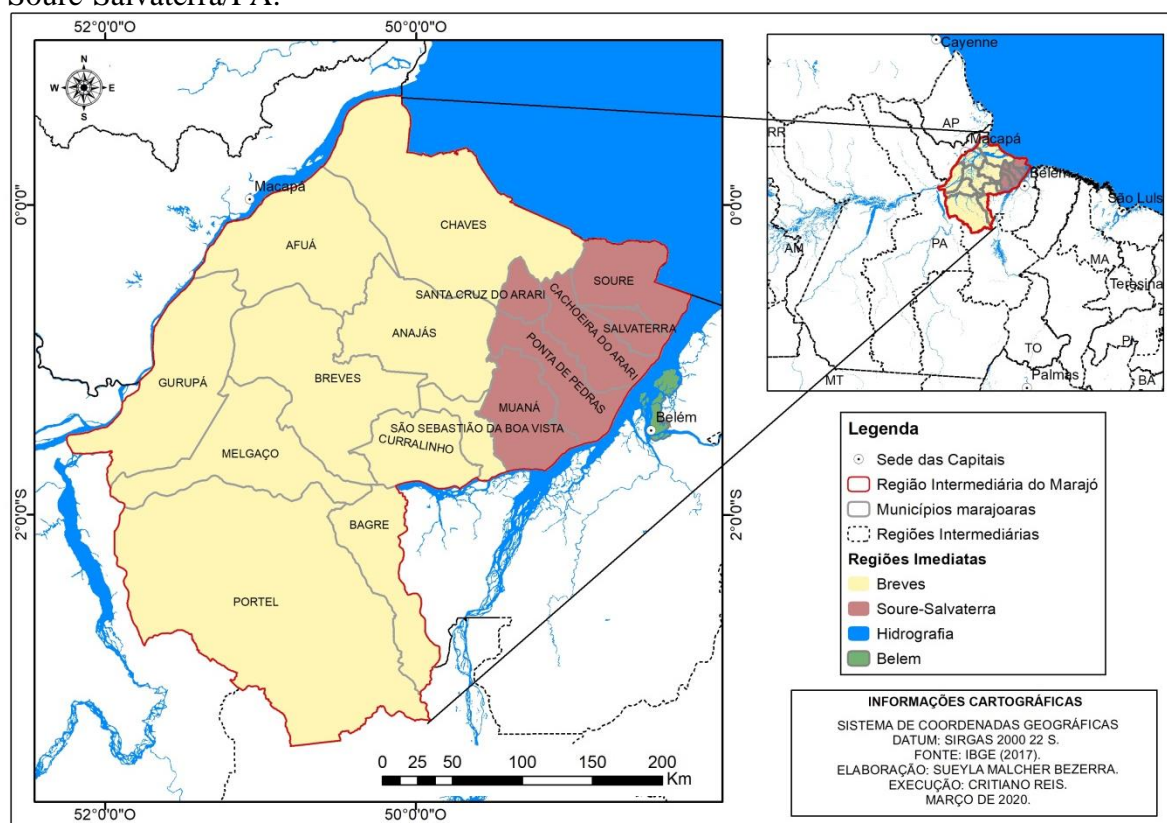 Soure-Salvaterra/PA.
52°0'0"O
50°0'0"O
N
W
E
S
Macapá
0°0'0"
0°0'0"
2°0'0"S
2°0'0"S
CHAVES
AFUÁ
SOURE
SANTA CRUZ DO ARARI
CACHOEIRA DO ARARI
SALVATERRA
ANAJÁS
PONTA DE PEDRAS
GURUPÁ
BREVES
MUANÁ
Belém
SÃO SEBASTIÃO DA BOA VISTA
CURRALINHO
MELGAÇO
BAGRE
PORTEL
0 25 50 100 150 200
Km
52°0'0"O
50°0'0"O
Cayenne
RR
AP
Macapá
Belém
São Luis
AM
PA
MA
Teresina
PI
TO
MT
Palmas
BA
Legenda
Sede das Capitais
Região Intermediária do Marajó
Municípios marajoaras
Regiões Intermediárias
Regiões Imediatas
Breves
Soure-Salvaterra
Hidrografia
Belem
INFORMAÇÕES CARTOGRÁFICAS
SISTEMA DE COORDENADAS GEOGRÁFICAS
DATUM: SIRGAS 2000 22 S.
FONTE: IBGE (2017).
ELABORAÇÃO: SUEYLA MALCHER BEZERRA.
EXECUÇÃO: CRITIANO REIS.
MARÇO DE 2020.